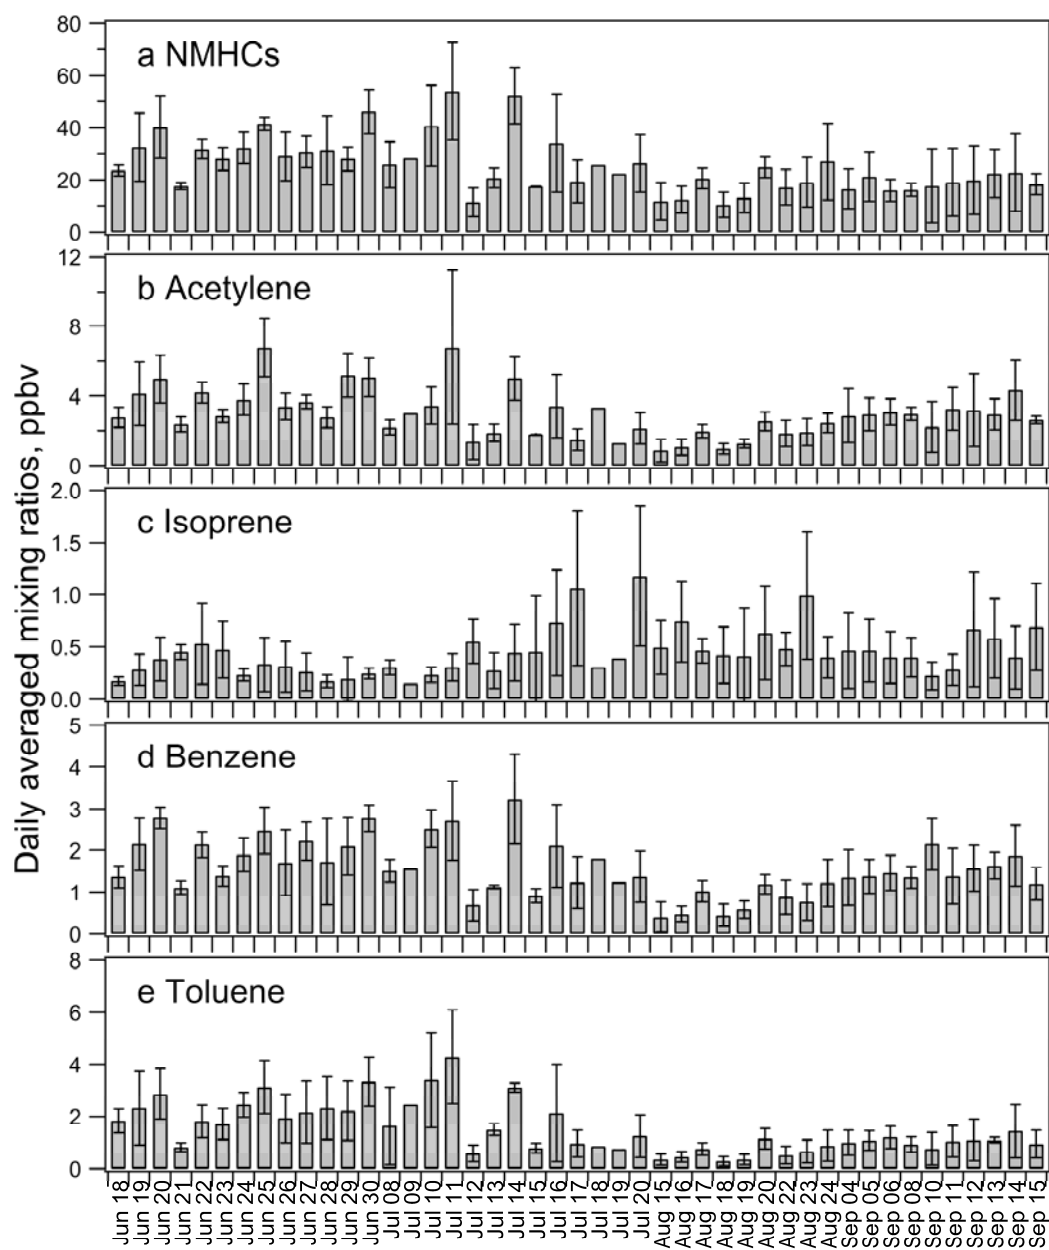 Daily averaged mixing ratios, ppbv
a NMHCs
80
60
40
20
0
b Acetylene
12
8
4
0
c Isoprene
2.0
1.5
1.0
0.5
0.0
d Benzene
5
4
3
2
1
0
e Toluene
8
6
4
2
0
Jun 18
Jun 19
Jun 20
Jun 21
Jun 22
Jun 23
Jun 24
Jun 25
Jun 26
Jun 27
Jun 28
Jun 29
Jun 30
Jul 08
Jul 09
Jul 10
Jul 11
Jul 12
Jul 13
Jul 14
Jul 15
Jul 16
Jul 17
Jul 18
Jul 19
Jul 20
Aug 15
Aug 16
Aug 17
Aug 18
Aug 19
Aug 20
Aug 22
Aug 23
Aug 24
Sep 04
Sep 05
Sep 06
Sep 08
Sep 10
Sep 11
Sep 12
Sep 13
Sep 14
Sep 15